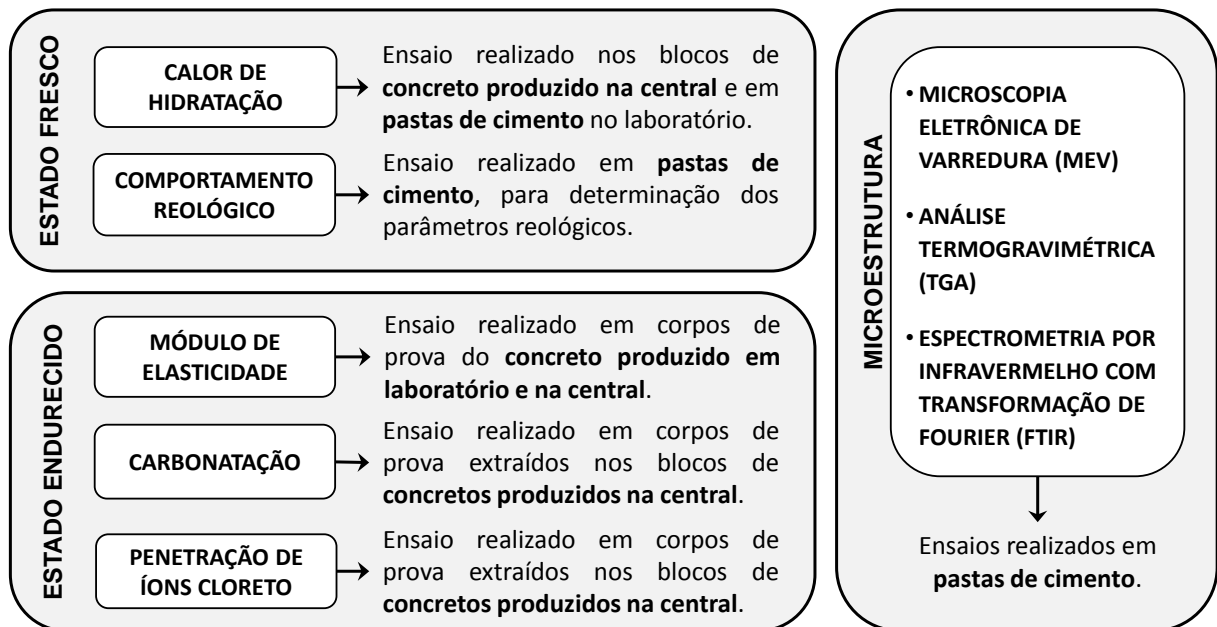 ESTADO FRESCO
CALOR DE
HIDRATAÇÃO
Ensaio realizado nos blocos de
concreto produzido na central e em
pastas de cimento no laboratório.
COMPORTAMENTO
REOLÓGICO
Ensaio realizado em pastas de
cimento, para determinação dos
parâmetros reológicos.
ESTADO ENDURECIDO
MÓDULO DE
ELASTICIDADE
Ensaio realizado em corpos de
prova do concreto produzido em
laboratório e na central.
CARBONATAÇÃO
Ensaio realizado em corpos de
prova extraídos nos blocos de
concretos produzidos na central.
PENETRAÇÃO DE
ÍONS CLORETO
Ensaio realizado em corpos de
prova extraídos nos blocos de
concretos produzidos na central.
MICROESTRUTURA
• MICROSCOPIA
ELETRÔNICA DE
VARREDURA (MEV)
• ANÁLISE
TERMOGRAVIMÉTRICA
(TGA)
• ESPECTROMETRIA POR
INFRAVERMELHO COM
TRANSFORMAÇÃO DE
FOURIER (FTIR)
Ensaios realizados em
pastas de cimento.